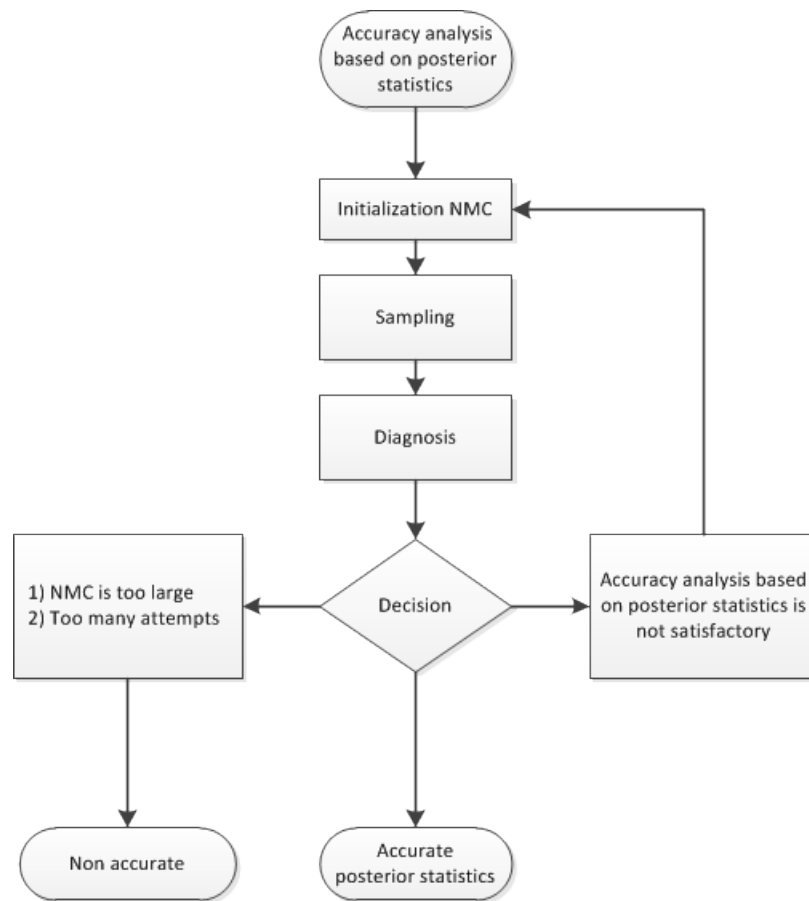 Accuracy analysis
based on posterior
statistics
Initialization NMC
Sampling
Diagnosis
Decision
1) NMC is too large
2) Too many attempts
Accuracy analysis based
on posterior statistics is
not satisfactory
Non accurate
Accurate
posterior statistics